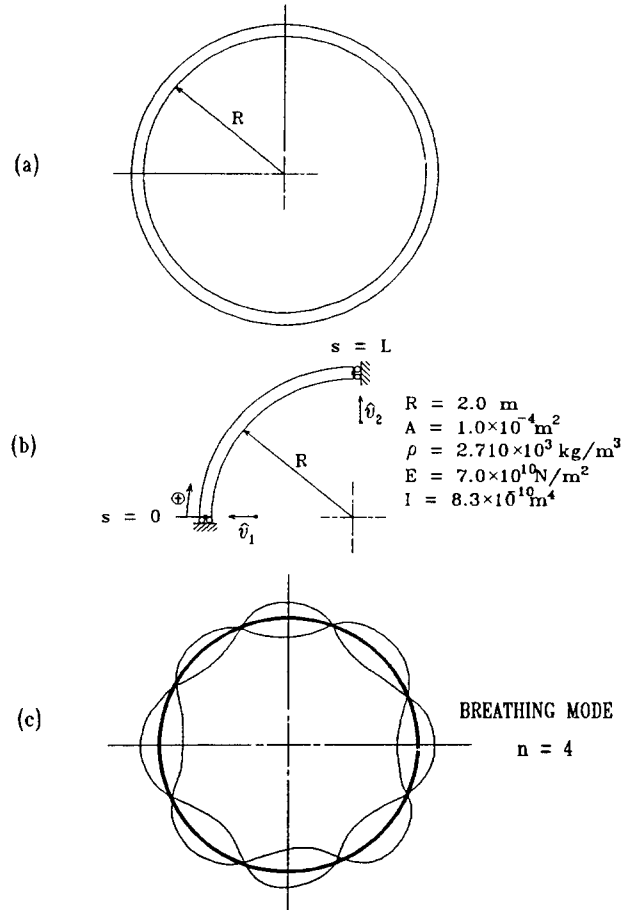 (a)
R
s = L
v̂₂
R = 2.0 m
A = 1.0×10⁻⁴m²
(b)
R
ρ = 2.710×10³ kg/m³
E = 7.0×10¹⁰N/m²
⊕
I = 8.3×10⁻¹⁰m⁴
s = 0
v̂₁
(c)
BREATHING MODE
n = 4